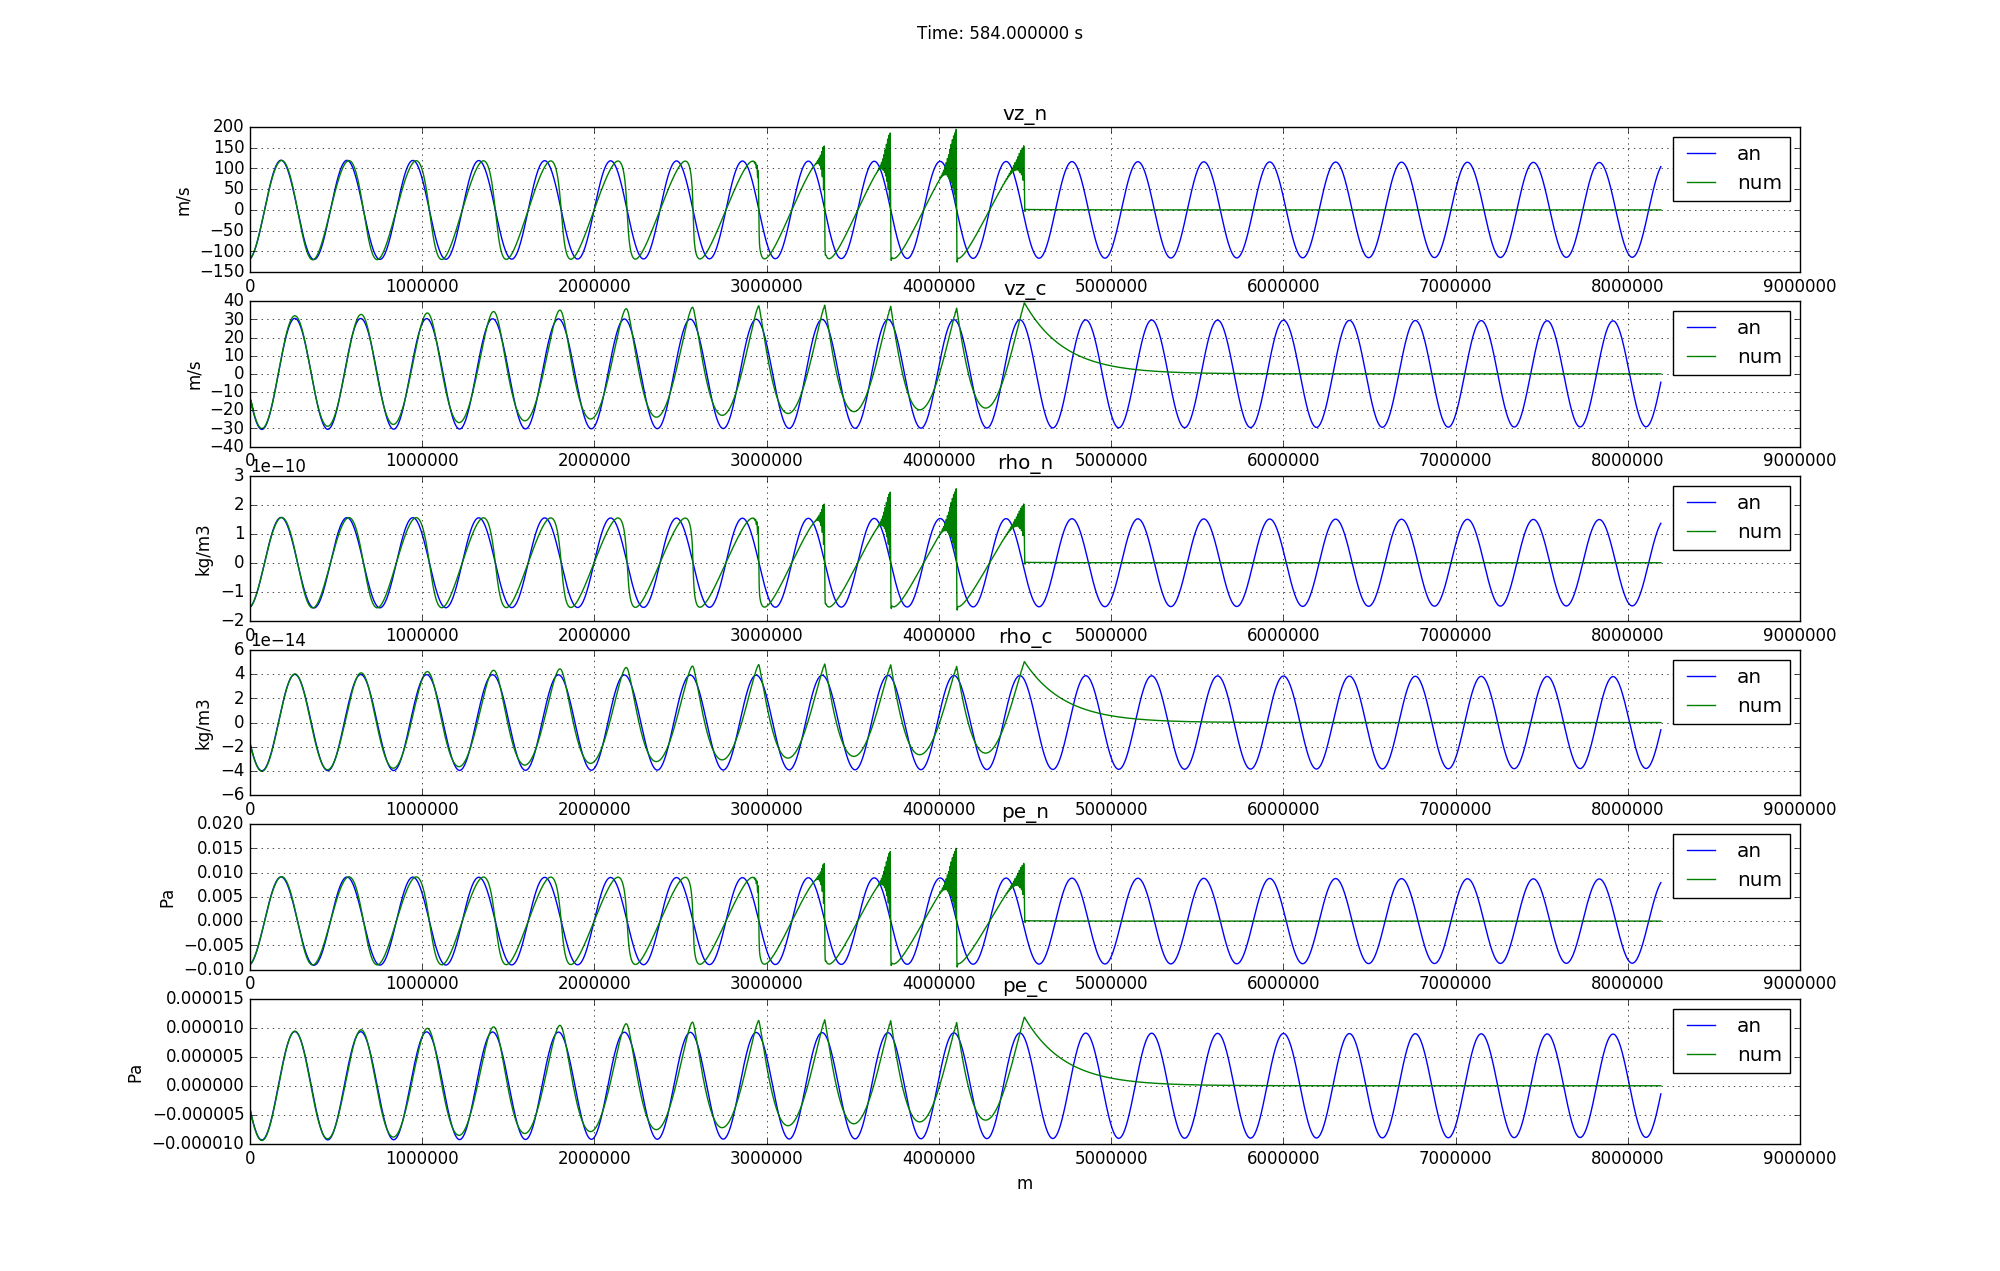 Time: 584.000000 s
vz_n
200
150
100
50
0
−50
−100
−150
m/s
an
num
0 1000000 2000000 3000000 4000000 5000000 6000000 7000000 8000000 9000000
vz_c
40
30
20
10
0
−10
−20
−30
−40
m/s
an
num
0 1000000 2000000 3000000 4000000 5000000 6000000 7000000 8000000 9000000
1e−10
rho_n
3
2
1
0
−1
−2
kg/m3
an
num
0 1000000 2000000 3000000 4000000 5000000 6000000 7000000 8000000 9000000
1e−14
rho_c
6
4
2
0
−2
−4
−6
kg/m3
an
num
0 1000000 2000000 3000000 4000000 5000000 6000000 7000000 8000000 9000000
pe_n
0.020
0.015
0.010
0.005
0.000
−0.005
−0.010
Pa
an
num
0 1000000 2000000 3000000 4000000 5000000 6000000 7000000 8000000 9000000
pe_c
0.000015
0.000010
0.000005
0.000000
−0.000005
−0.000010
Pa
an
num
0 1000000 2000000 3000000 4000000 5000000 6000000 7000000 8000000 9000000
m